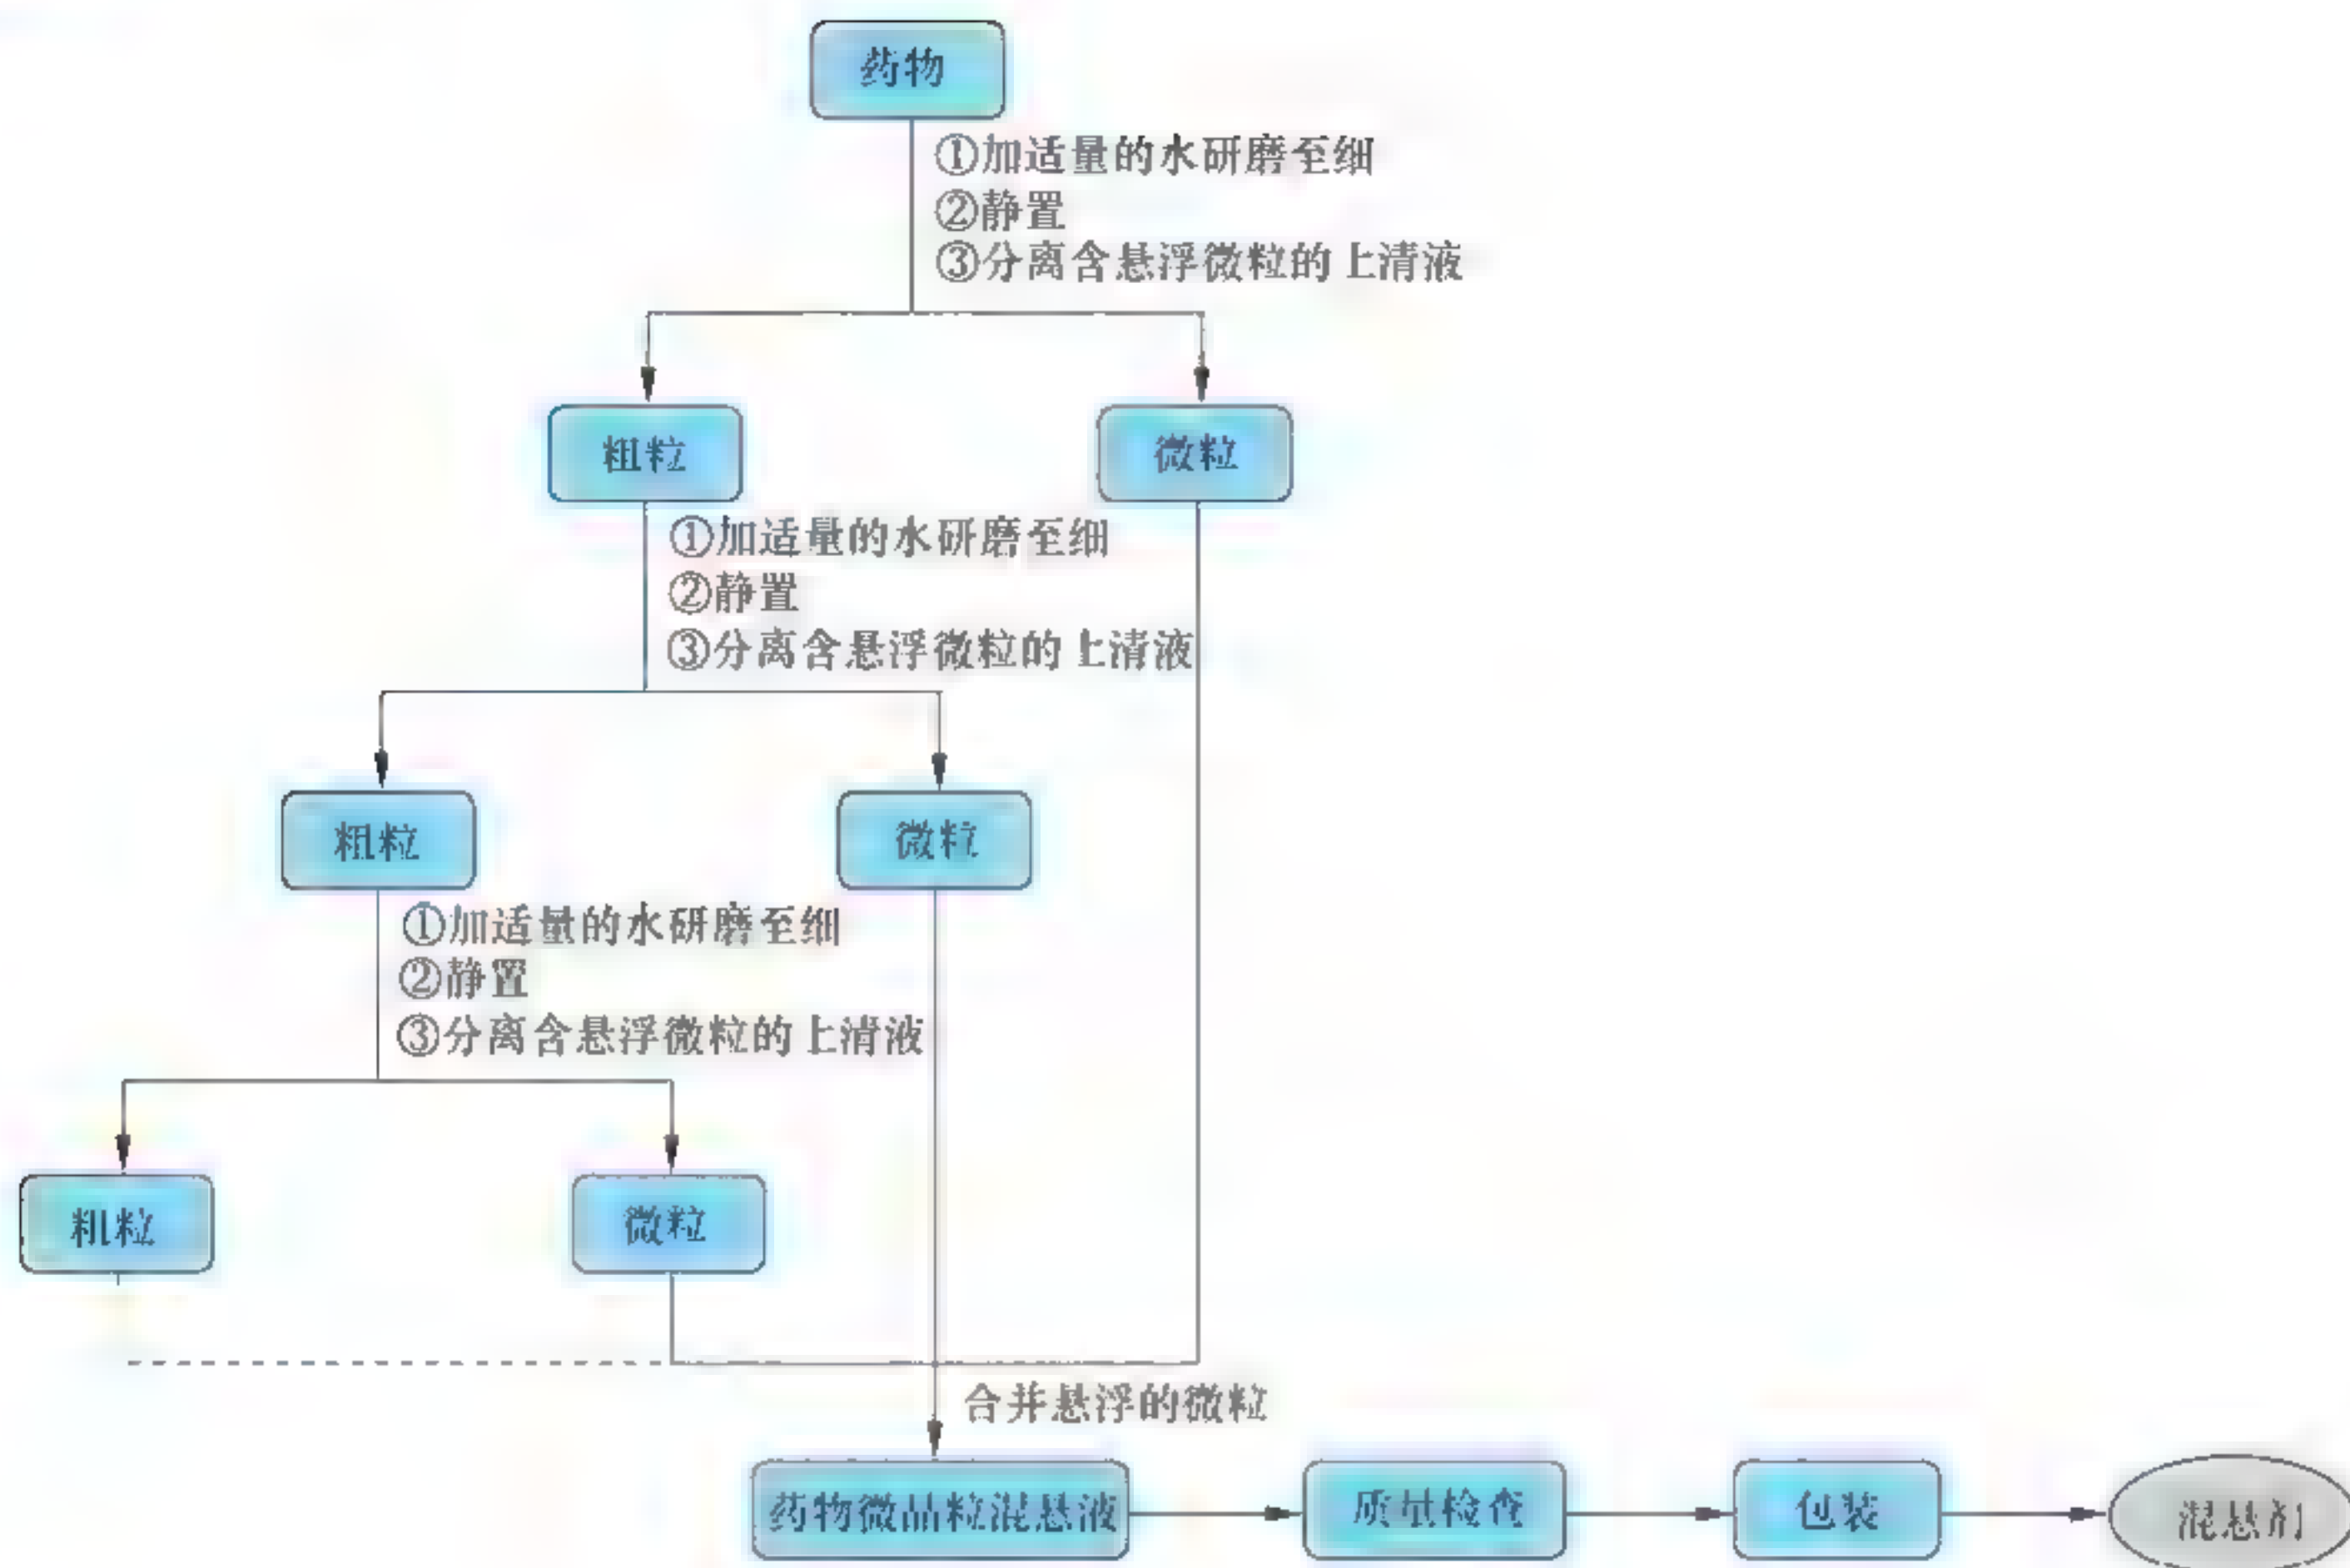 药物
①加适量的水研磨至细
②静置
③分离含悬浮微粒的上清液
粗粒
微粒
①加适量的水研磨至细
②静置
③分离含悬浮微粒的上清液
粗粒
微粒
①加适量的水研磨至细
②静置
③分离含悬浮微粒的上清液
粗粒
微粒
合并悬浮的微粒
药物微晶粒混悬液
质量检查
包装
混悬剂